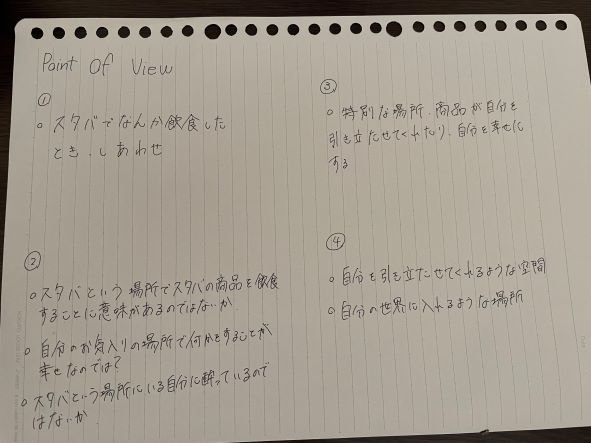 Point Of View
①
○ スタバでなんか飲食した
とき、しあわせ
②
○ スタバという場所でスタバの商品を飲食
することに意味があるのではないか
○ 自分のお気入りの場所で何かをすることが
幸せなのでは?
○ スタバという場所にいる自分に酔っているので
はないか
③
○ 特別な場所、商品が自分を
引き立たせてくれたり、自分を幸せに
する
④
○ 自分を引き立たせてくれるような空間
○ 自分の世界に入れるような場所